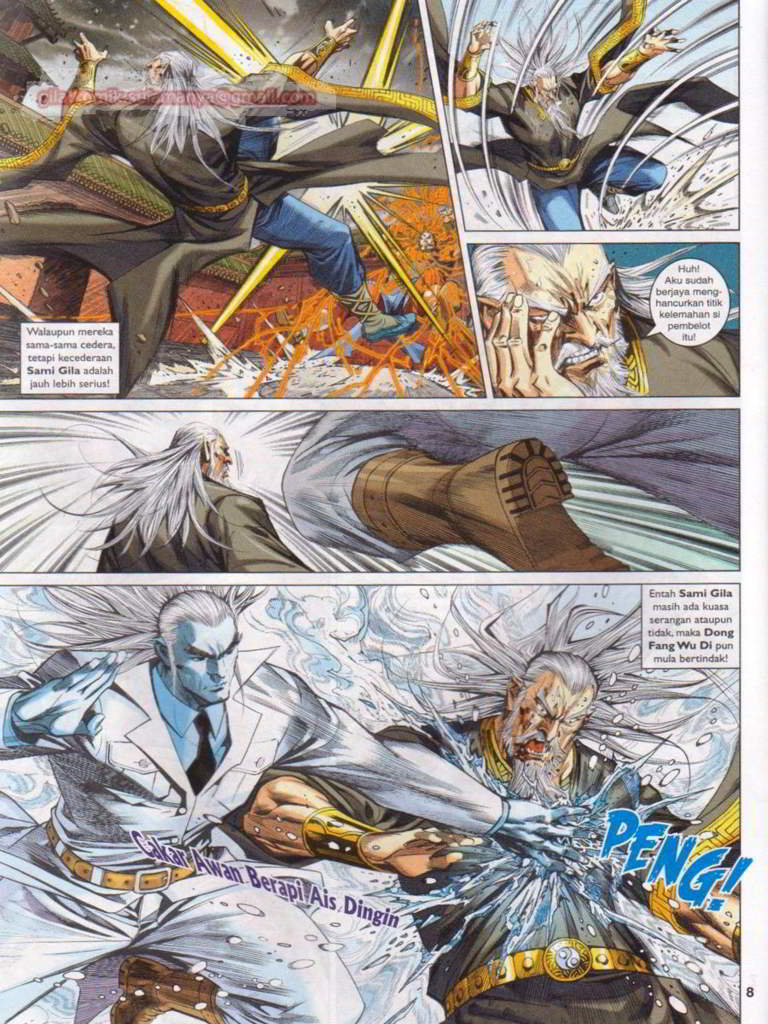 Walaupun mereka
sama-sama cedera,
tetapi kecederaan
Sami Gila adalah
jauh lebih serius!
Huh!
Aku sudah
berjaya meng-
hancurkan titik
kelemahan si
pembelot
itu!
Entah Sami Gila
masih ada kuasa
serangan ataupun
tidak, maka Dong
Fang Wu Di pun
mula bertindak!
Cakar Awan Berapi Ais Dingin
PENG!
8